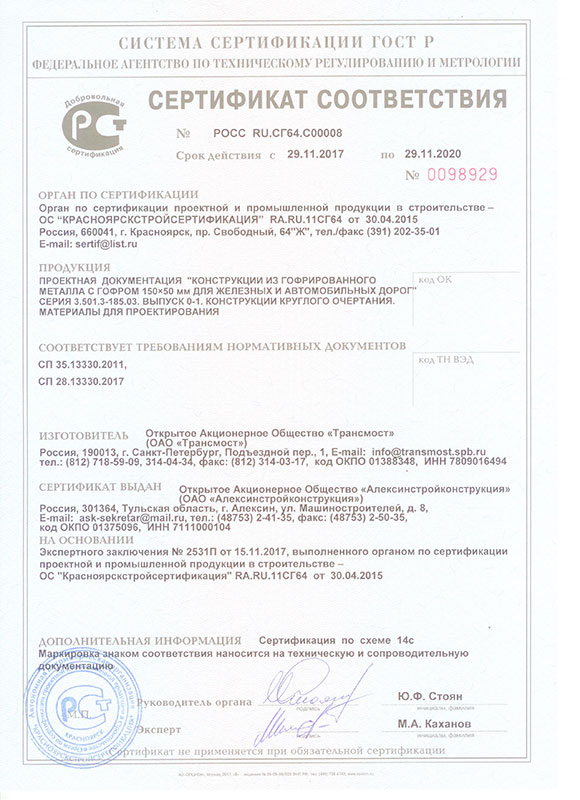 СИСТЕМА СЕРТИФИКАЦИИ ГОСТ Р
ФЕДЕРАЛЬНОЕ АГЕНТСТВО ПО ТЕХНИЧЕСКОМУ РЕГУЛИРОВАНИЮ И МЕТРОЛОГИИ
Добровольная
сертификация
СЕРТИФИКАТ СООТВЕТСТВИЯ
№ РОСС RU.СГ64.С00008
Срок действия с 29.11.2017 по 29.11.2020
№ 0098929
ОРГАН ПО СЕРТИФИКАЦИИ
Орган по сертификации проектной и промышленной продукции в строительстве –
ОС "КРАСНОЯРСКСТРОЙСЕРТИФИКАЦИЯ" RA.RU.11СГ64 от 30.04.2015
Россия, 660041, г. Красноярск, пр. Свободный, 64"Ж", тел./факс (391) 202-35-01
E-mail: sertif@list.ru
ПРОДУКЦИЯ
ПРОЕКТНАЯ ДОКУМЕНТАЦИЯ "КОНСТРУКЦИИ ИЗ ГОФРИРОВАННОГО
МЕТАЛЛА С ГОФРОМ 150×50 мм ДЛЯ ЖЕЛЕЗНЫХ И АВТОМОБИЛЬНЫХ ДОРОГ"
СЕРИЯ 3.501.3-185.03. ВЫПУСК 0-1. КОНСТРУКЦИИ КРУГЛОГО ОЧЕРТАНИЯ.
МАТЕРИАЛЫ ДЛЯ ПРОЕКТИРОВАНИЯ
код ОК
СООТВЕТСТВУЕТ ТРЕБОВАНИЯМ НОРМАТИВНЫХ ДОКУМЕНТОВ
СП 35.13330.2011,
СП 28.13330.2017
код ТН ВЭД
ИЗГОТОВИТЕЛЬ Открытое Акционерное Общество «Трансмост»
(ОАО «Трансмост»)
Россия, 190013, г. Санкт-Петербург, Подъездной пер., 1, E-mail: info@transmost.spb.ru
тел.: (812) 718-59-09, 314-04-34, факс: (812) 314-03-17, код ОКПО 01388348, ИНН 7809016494
СЕРТИФИКАТ ВЫДАН Открытое Акционерное Общество «Алексинстройконструкция»
(ОАО «Алексинстройконструкция»)
Россия, 301364, Тульская область, г. Алексин, ул. Машиностроителей, д. 8,
E-mail: ask-sekretar@mail.ru, тел.: (48753) 2-41-35, факс: (48753) 2-50-35,
код ОКПО 01375096, ИНН 7111000104
НА ОСНОВАНИИ
Экспертного заключения № 2531П от 15.11.2017, выполненного органом по сертификации
проектной и промышленной продукции в строительстве –
ОС "Красноярскстройсертификация" RA.RU.11СГ64 от 30.04.2015
ДОПОЛНИТЕЛЬНАЯ ИНФОРМАЦИЯ Сертификация по схеме 14с
Маркировка знаком соответствия наносится на техническую и сопроводительную
документацию
М.П.
Руководитель органа
подпись
Ю.Ф. Стоян
инициалы, фамилия
Эксперт
подпись
М.А. Каханов
инициалы, фамилия
Сертификат не применяется при обязательной сертификации
КРАСНОЯРСК